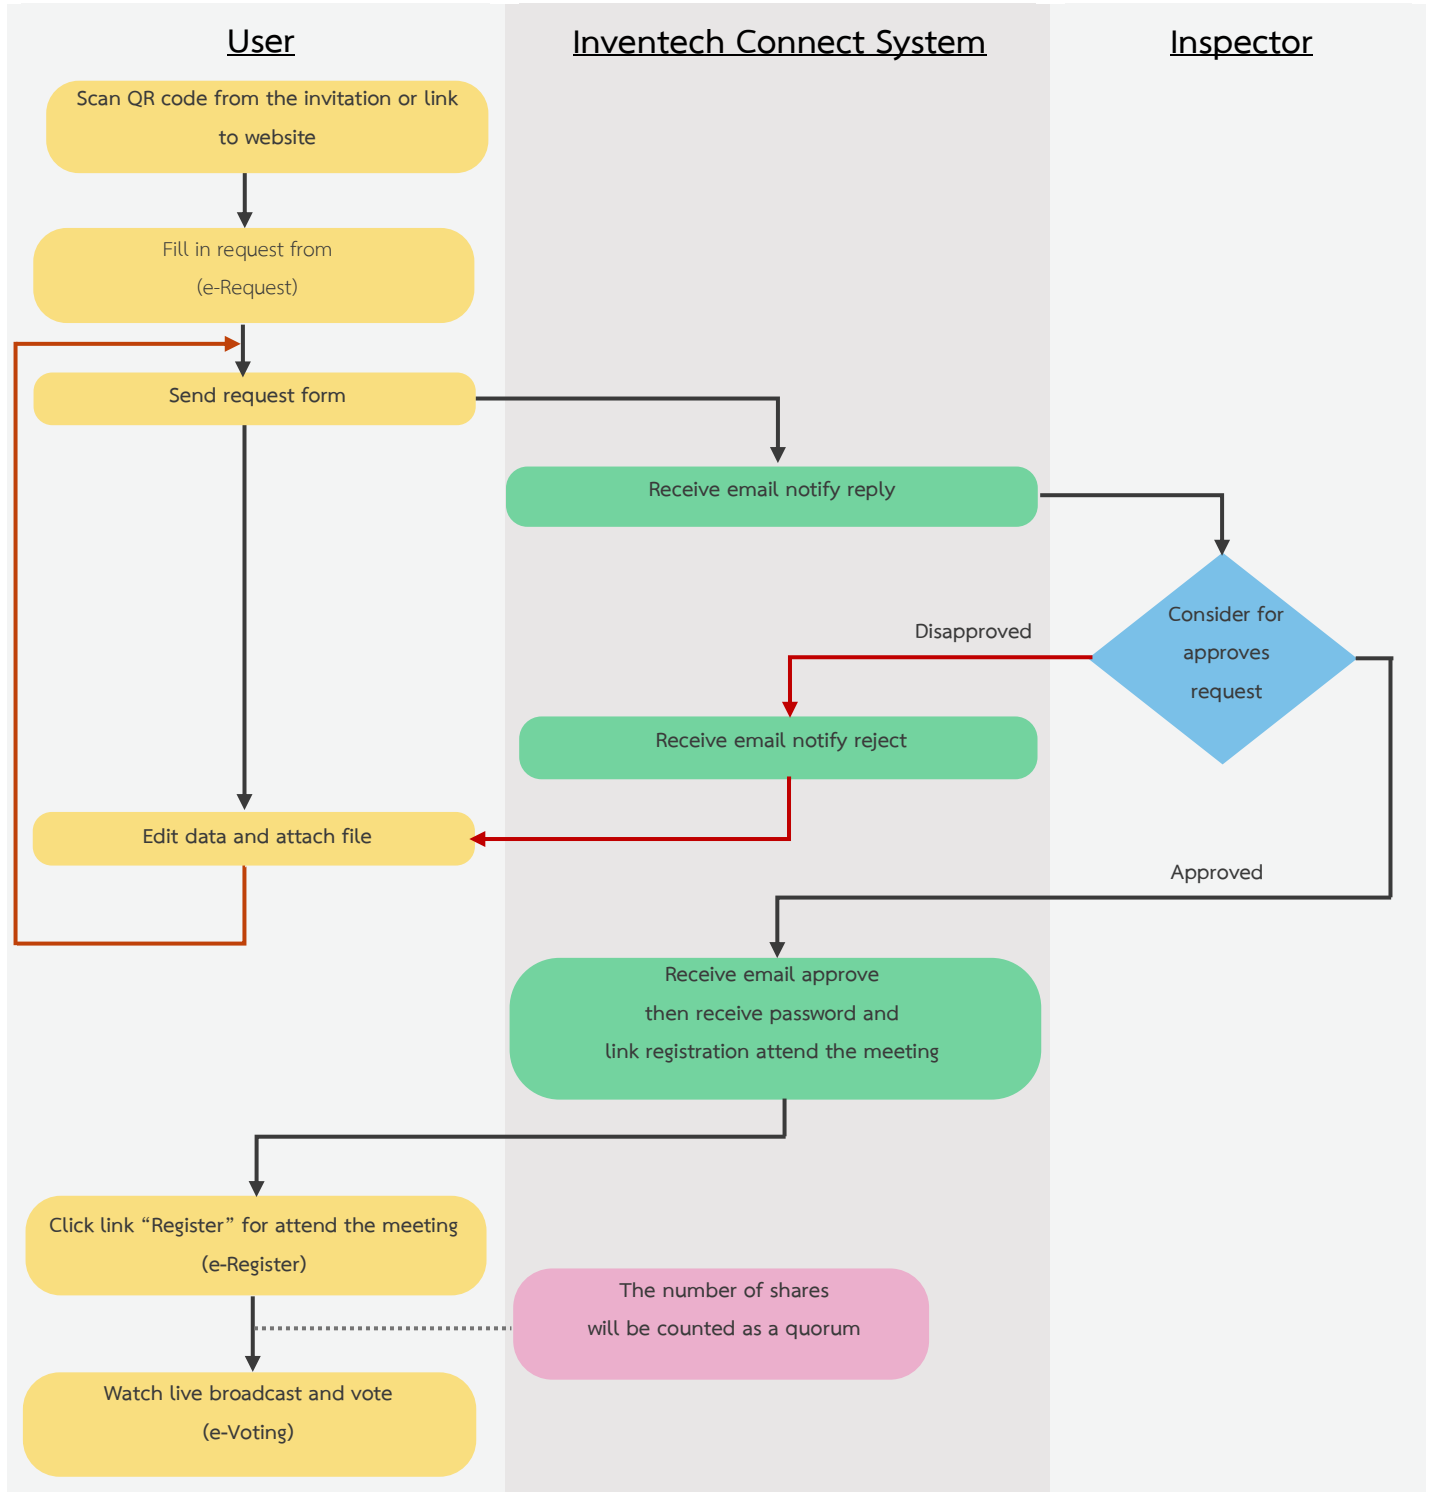 User
Inventech Connect System
Inspector
Scan QR code from the invitation or link
to website
Fill in request from
(e-Request)
Send request form
Receive email notify reply
Consider for
approves
request
Disapproved
Receive email notify reject
Edit data and attach file
Approved
Receive email approve
then receive password and
link registration attend the meeting
Click link “Register” for attend the meeting
(e-Register)
The number of shares
will be counted as a quorum
Watch live broadcast and vote
(e-Voting)